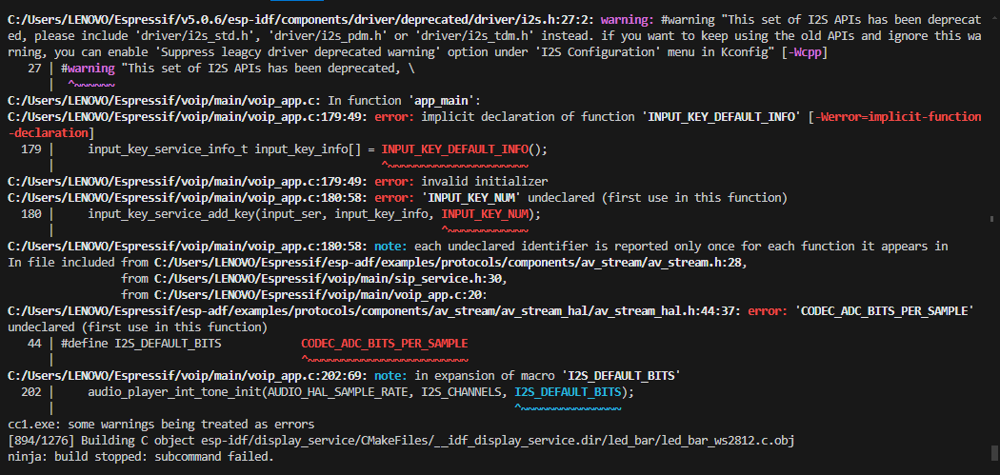 C:/Users/LENOVO/Espressif/v5.0.6/esp-idf/components/driver/deprecated/driver/i2s.h:27:2: warning: #warning "This set of I2S APIs has been deprecat
ed, please include 'driver/i2s_std.h', 'driver/i2s_pdm.h' or 'driver/i2s_tdm.h' instead. if you want to keep using the old APIs and ignore this wa
rning, you can enable 'Suppress leagcy driver deprecated warning' option under 'I2S Configuration' menu in Kconfig" [-Wcpp]
   27 | #warning "This set of I2S APIs has been deprecated, \
      |  ^~~~~~~
C:/Users/LENOVO/Espressif/voip/main/voip_app.c: In function 'app_main':
C:/Users/LENOVO/Espressif/voip/main/voip_app.c:179:49: error: implicit declaration of function 'INPUT_KEY_DEFAULT_INFO' [-Werror=implicit-function
-declaration]
  179 |     input_key_service_info_t input_key_info[] = INPUT_KEY_DEFAULT_INFO();
      |                                                 ^~~~~~~~~~~~~~~~~~~~~~
C:/Users/LENOVO/Espressif/voip/main/voip_app.c:179:49: error: invalid initializer
C:/Users/LENOVO/Espressif/voip/main/voip_app.c:180:58: error: 'INPUT_KEY_NUM' undeclared (first use in this function)
  180 |     input_key_service_add_key(input_ser, input_key_info, INPUT_KEY_NUM);
      |                                                          ^~~~~~~~~~~~~
C:/Users/LENOVO/Espressif/voip/main/voip_app.c:180:58: note: each undeclared identifier is reported only once for each function it appears in
In file included from C:/Users/LENOVO/Espressif/esp-adf/examples/protocols/components/av_stream/av_stream.h:28,
                 from C:/Users/LENOVO/Espressif/voip/main/sip_service.h:30,
                 from C:/Users/LENOVO/Espressif/voip/main/voip_app.c:20:
C:/Users/LENOVO/Espressif/esp-adf/examples/protocols/components/av_stream/av_stream_hal/av_stream_hal.h:44:37: error: 'CODEC_ADC_BITS_PER_SAMPLE'
undeclared (first use in this function)
   44 | #define I2S_DEFAULT_BITS            CODEC_ADC_BITS_PER_SAMPLE
      |                                     ^~~~~~~~~~~~~~~~~~~~~~~~~
C:/Users/LENOVO/Espressif/voip/main/voip_app.c:202:69: note: in expansion of macro 'I2S_DEFAULT_BITS'
  202 |     audio_player_int_tone_init(AUDIO_HAL_SAMPLE_RATE, I2S_CHANNELS, I2S_DEFAULT_BITS);
      |                                                                     ^~~~~~~~~~~~~~~~
cc1.exe: some warnings being treated as errors
[894/1276] Building C object esp-idf/display_service/CMakeFiles/__idf_display_service.dir/led_bar/led_bar_ws2812.c.obj
ninja: build stopped: subcommand failed.